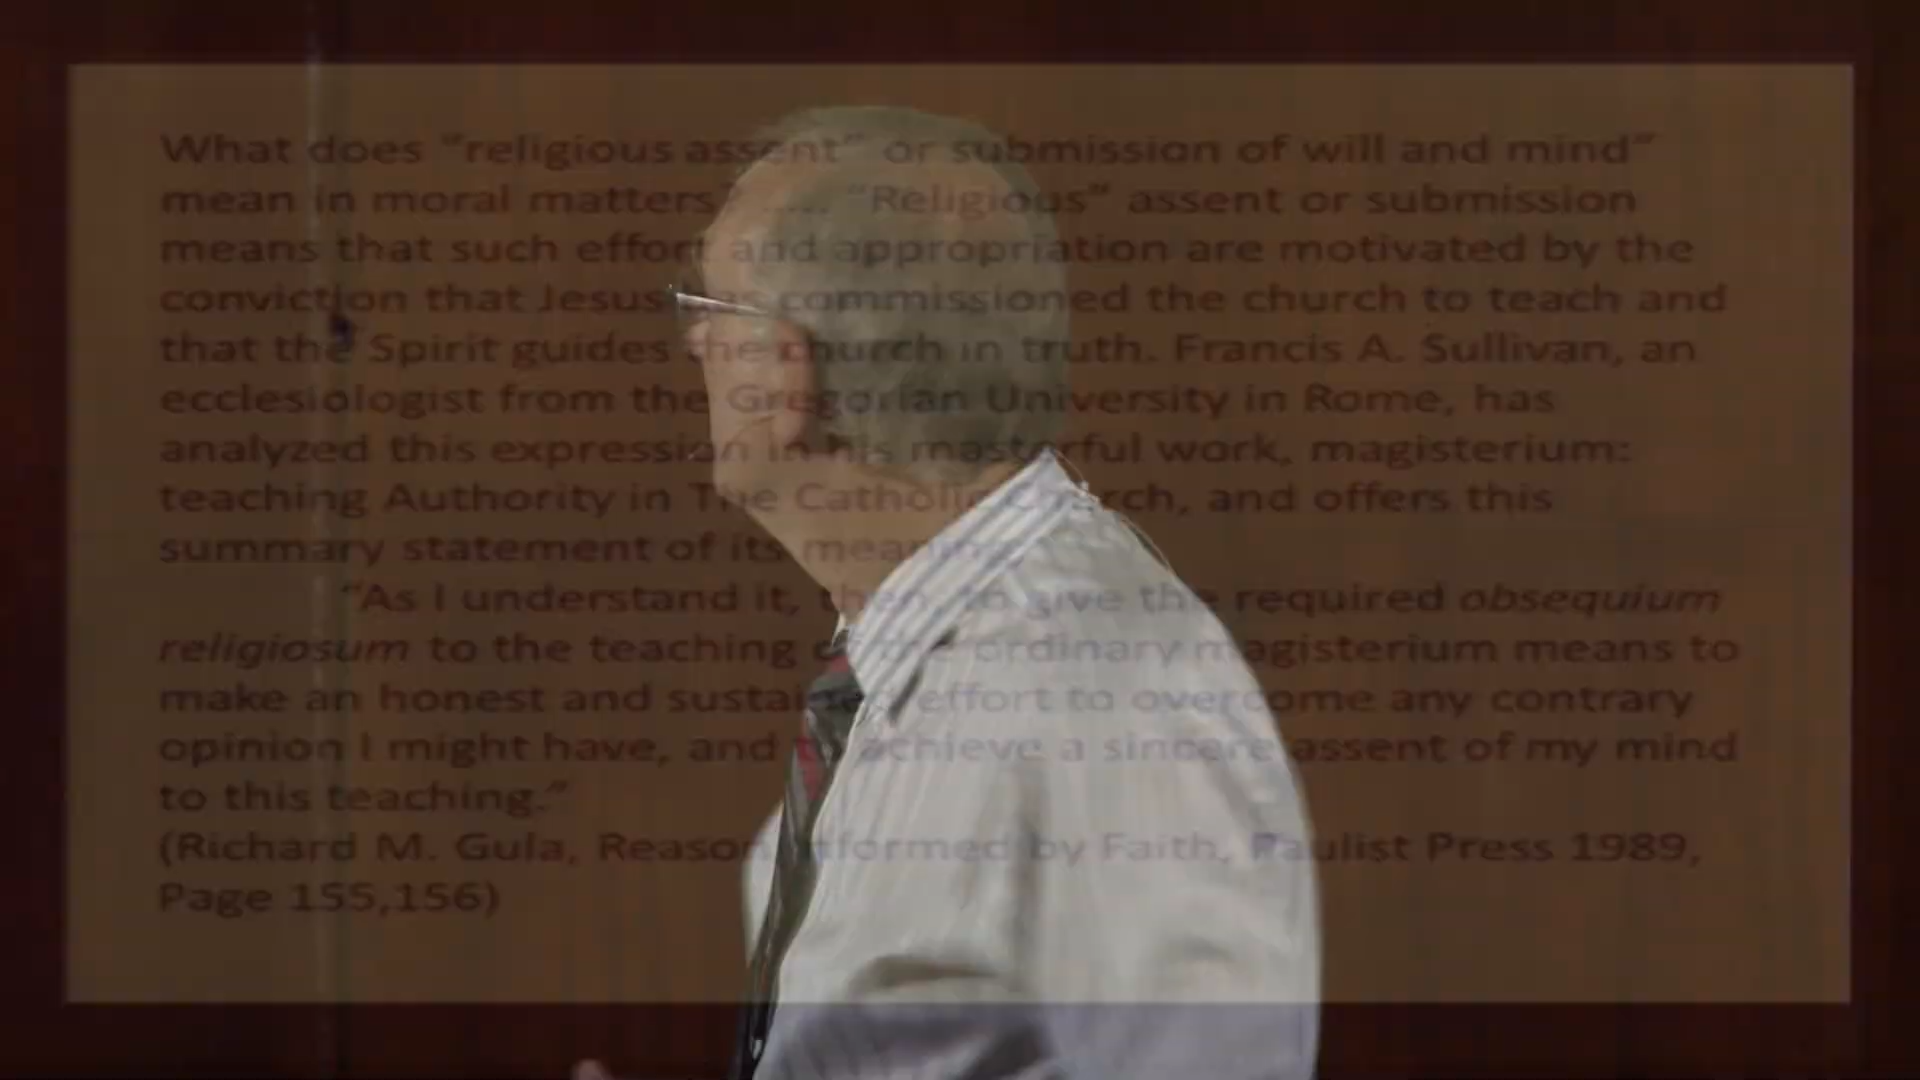 What does “religious assent” or submission of will and mind”
mean in moral matters? ..... “Religious” assent or submission
means that such effort and appropriation are motivated by the
conviction that Jesus has commissioned the church to teach and
that the Spirit guides the church in truth. Francis A. Sullivan, an
ecclesiologist from the Gregorian University in Rome, has
analyzed this expression in his masterful work, magisterium:
teaching Authority in The Catholic Church, and offers this
summary statement of its meaning:
“As I understand it, then, to give the required obsequium
religiosum to the teaching of the ordinary magisterium means to
make an honest and sustained effort to overcome any contrary
opinion I might have, and to achieve a sincere assent of my mind
to this teaching.”
(Richard M. Gula, Reason Informed by Faith, Paulist Press 1989,
Page 155,156)